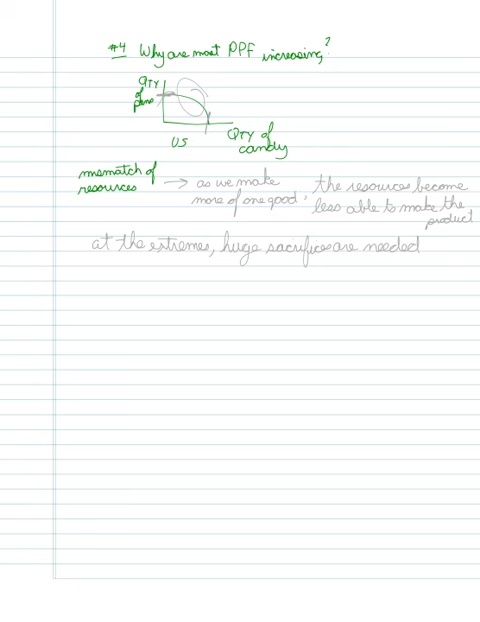 #4 Why are most PPF increasing?
QTY
of
pens
QTY of
candy
US
mismatch of
resources → as we make
more of one good, the resources become
less able to make the
product
at the extremes, huge sacrifices are needed